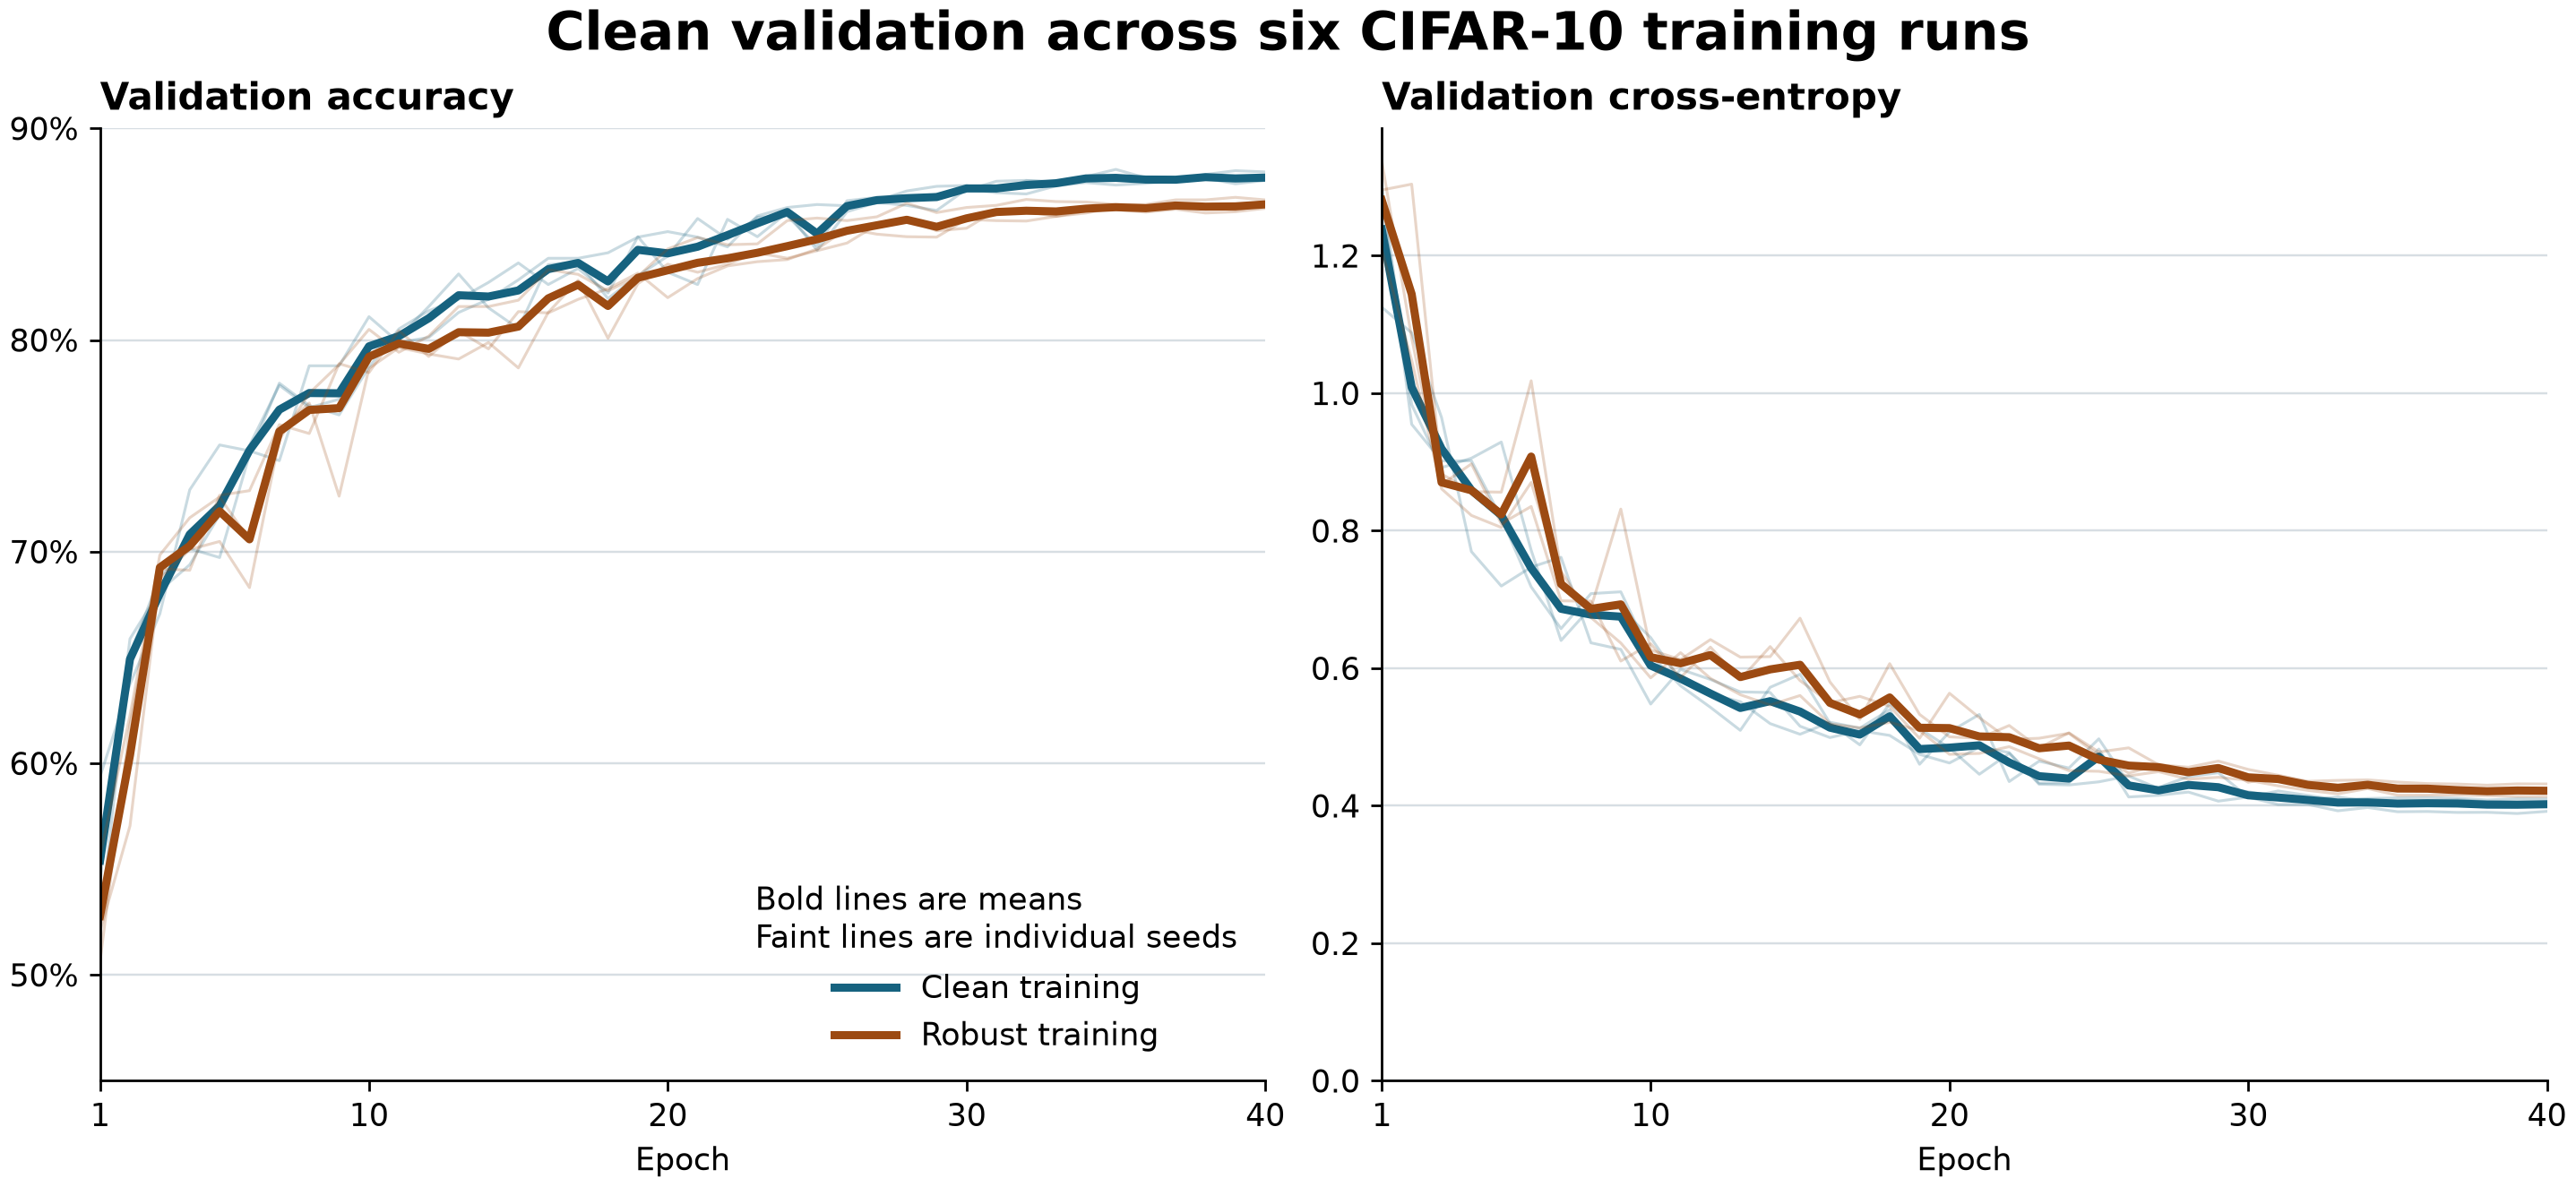 Clean validation across six CIFAR-10 training runs
Validation accuracy
90%
80%
70%
60%
50%
1
10
20
30
40
Epoch
Bold lines are means
Faint lines are individual seeds
Clean training
Robust training
Validation cross-entropy
1.2
1.0
0.8
0.6
0.4
0.2
0.0
1
10
20
30
40
Epoch